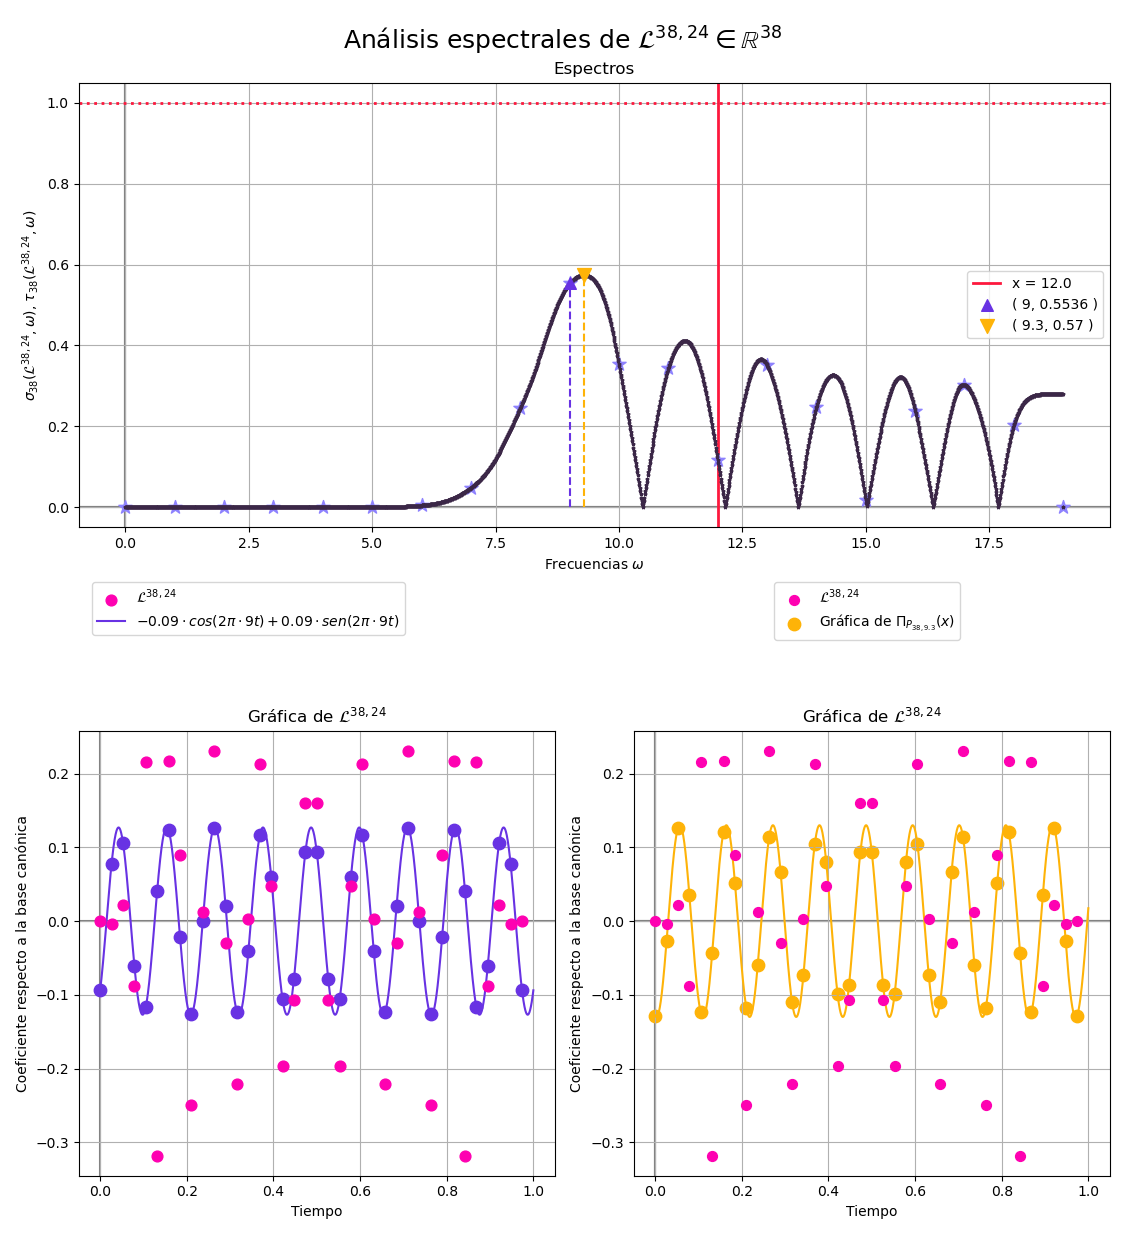 Análisis espectrales de ℒ^{38,24} ∈ ℝ^{38}
Espectros
σ_{38}(ℒ^{38,24}, ω), τ_{38}(ℒ^{38,24}, ω)
1.0
0.8
0.6
0.4
0.2
0.0
x = 12.0
( 9, 0.5536 )
( 9.3, 0.57 )
0.0 2.5 5.0 7.5 10.0 12.5 15.0 17.5
Frecuencias ω
ℒ^{38,24}
−0.09 · cos(2π · 9t) + 0.09 · sen(2π · 9t)
ℒ^{38,24}
Gráfica de Π_{P_{38,9.3}}(x)
Gráfica de ℒ^{38,24}
Coeficiente respecto a la base canónica
0.2
0.1
0.0
−0.1
−0.2
−0.3
0.0 0.2 0.4 0.6 0.8 1.0
Tiempo
Gráfica de ℒ^{38,24}
Coeficiente respecto a la base canónica
0.2
0.1
0.0
−0.1
−0.2
−0.3
0.0 0.2 0.4 0.6 0.8 1.0
Tiempo